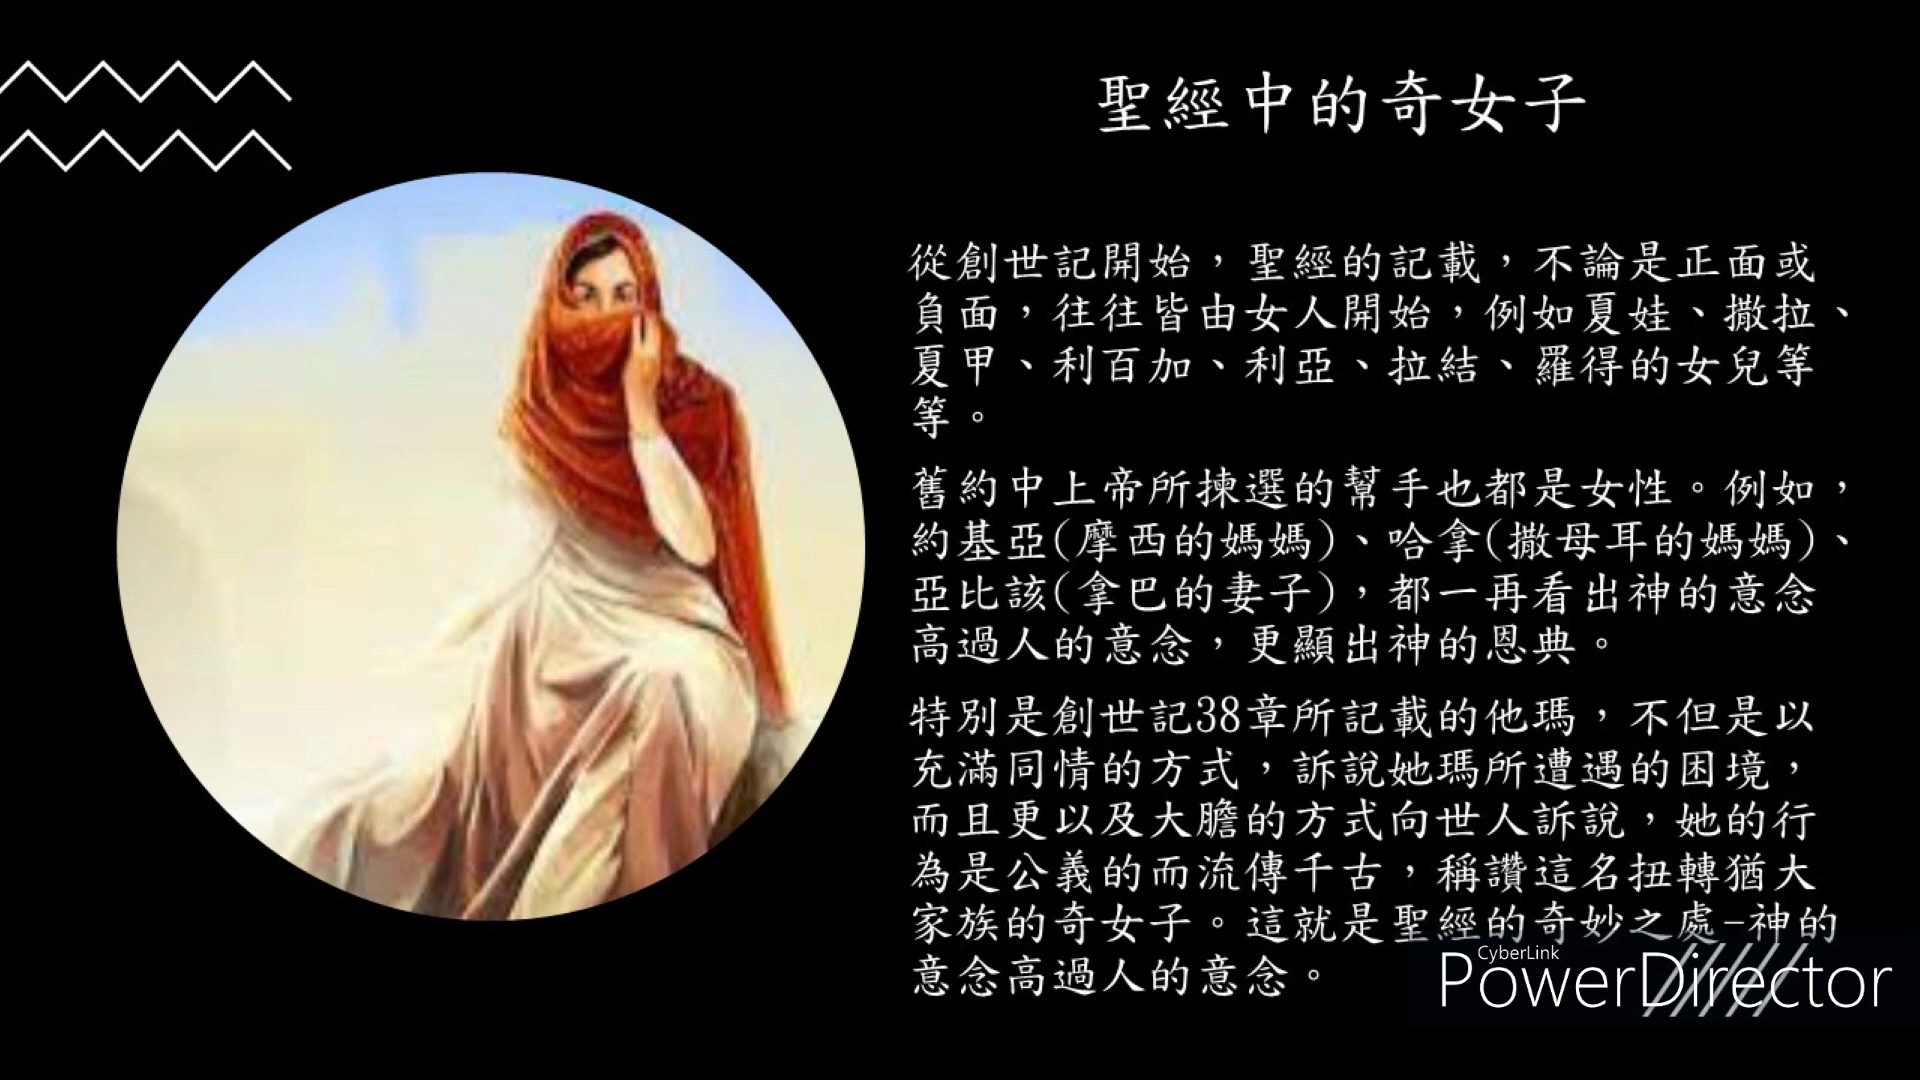 聖經中的奇女子
從創世記開始，聖經的記載，不論是正面或
負面，往往皆由女人開始，例如夏娃、撒拉、
夏甲、利百加、利亞、拉結、羅得的女兒等
等。
舊約中上帝所揀選的幫手也都是女性。例如，
約基亞(摩西的媽媽)、哈拿(撒母耳的媽媽)、
亞比該(拿巴的妻子)，都一再看出神的意念
高過人的意念，更顯出神的恩典。
特別是創世記38章所記載的他瑪，不但是以
充滿同情的方式，訴說她瑪所遭遇的困境，
而且更以及大膽的方式向世人訴說，她的行
為是公義的而流傳千古，稱讚這名扭轉猶大
家族的奇女子。這就是聖經的奇妙之處-神的
意念高過人的意念。
CyberLink
PowerDirector